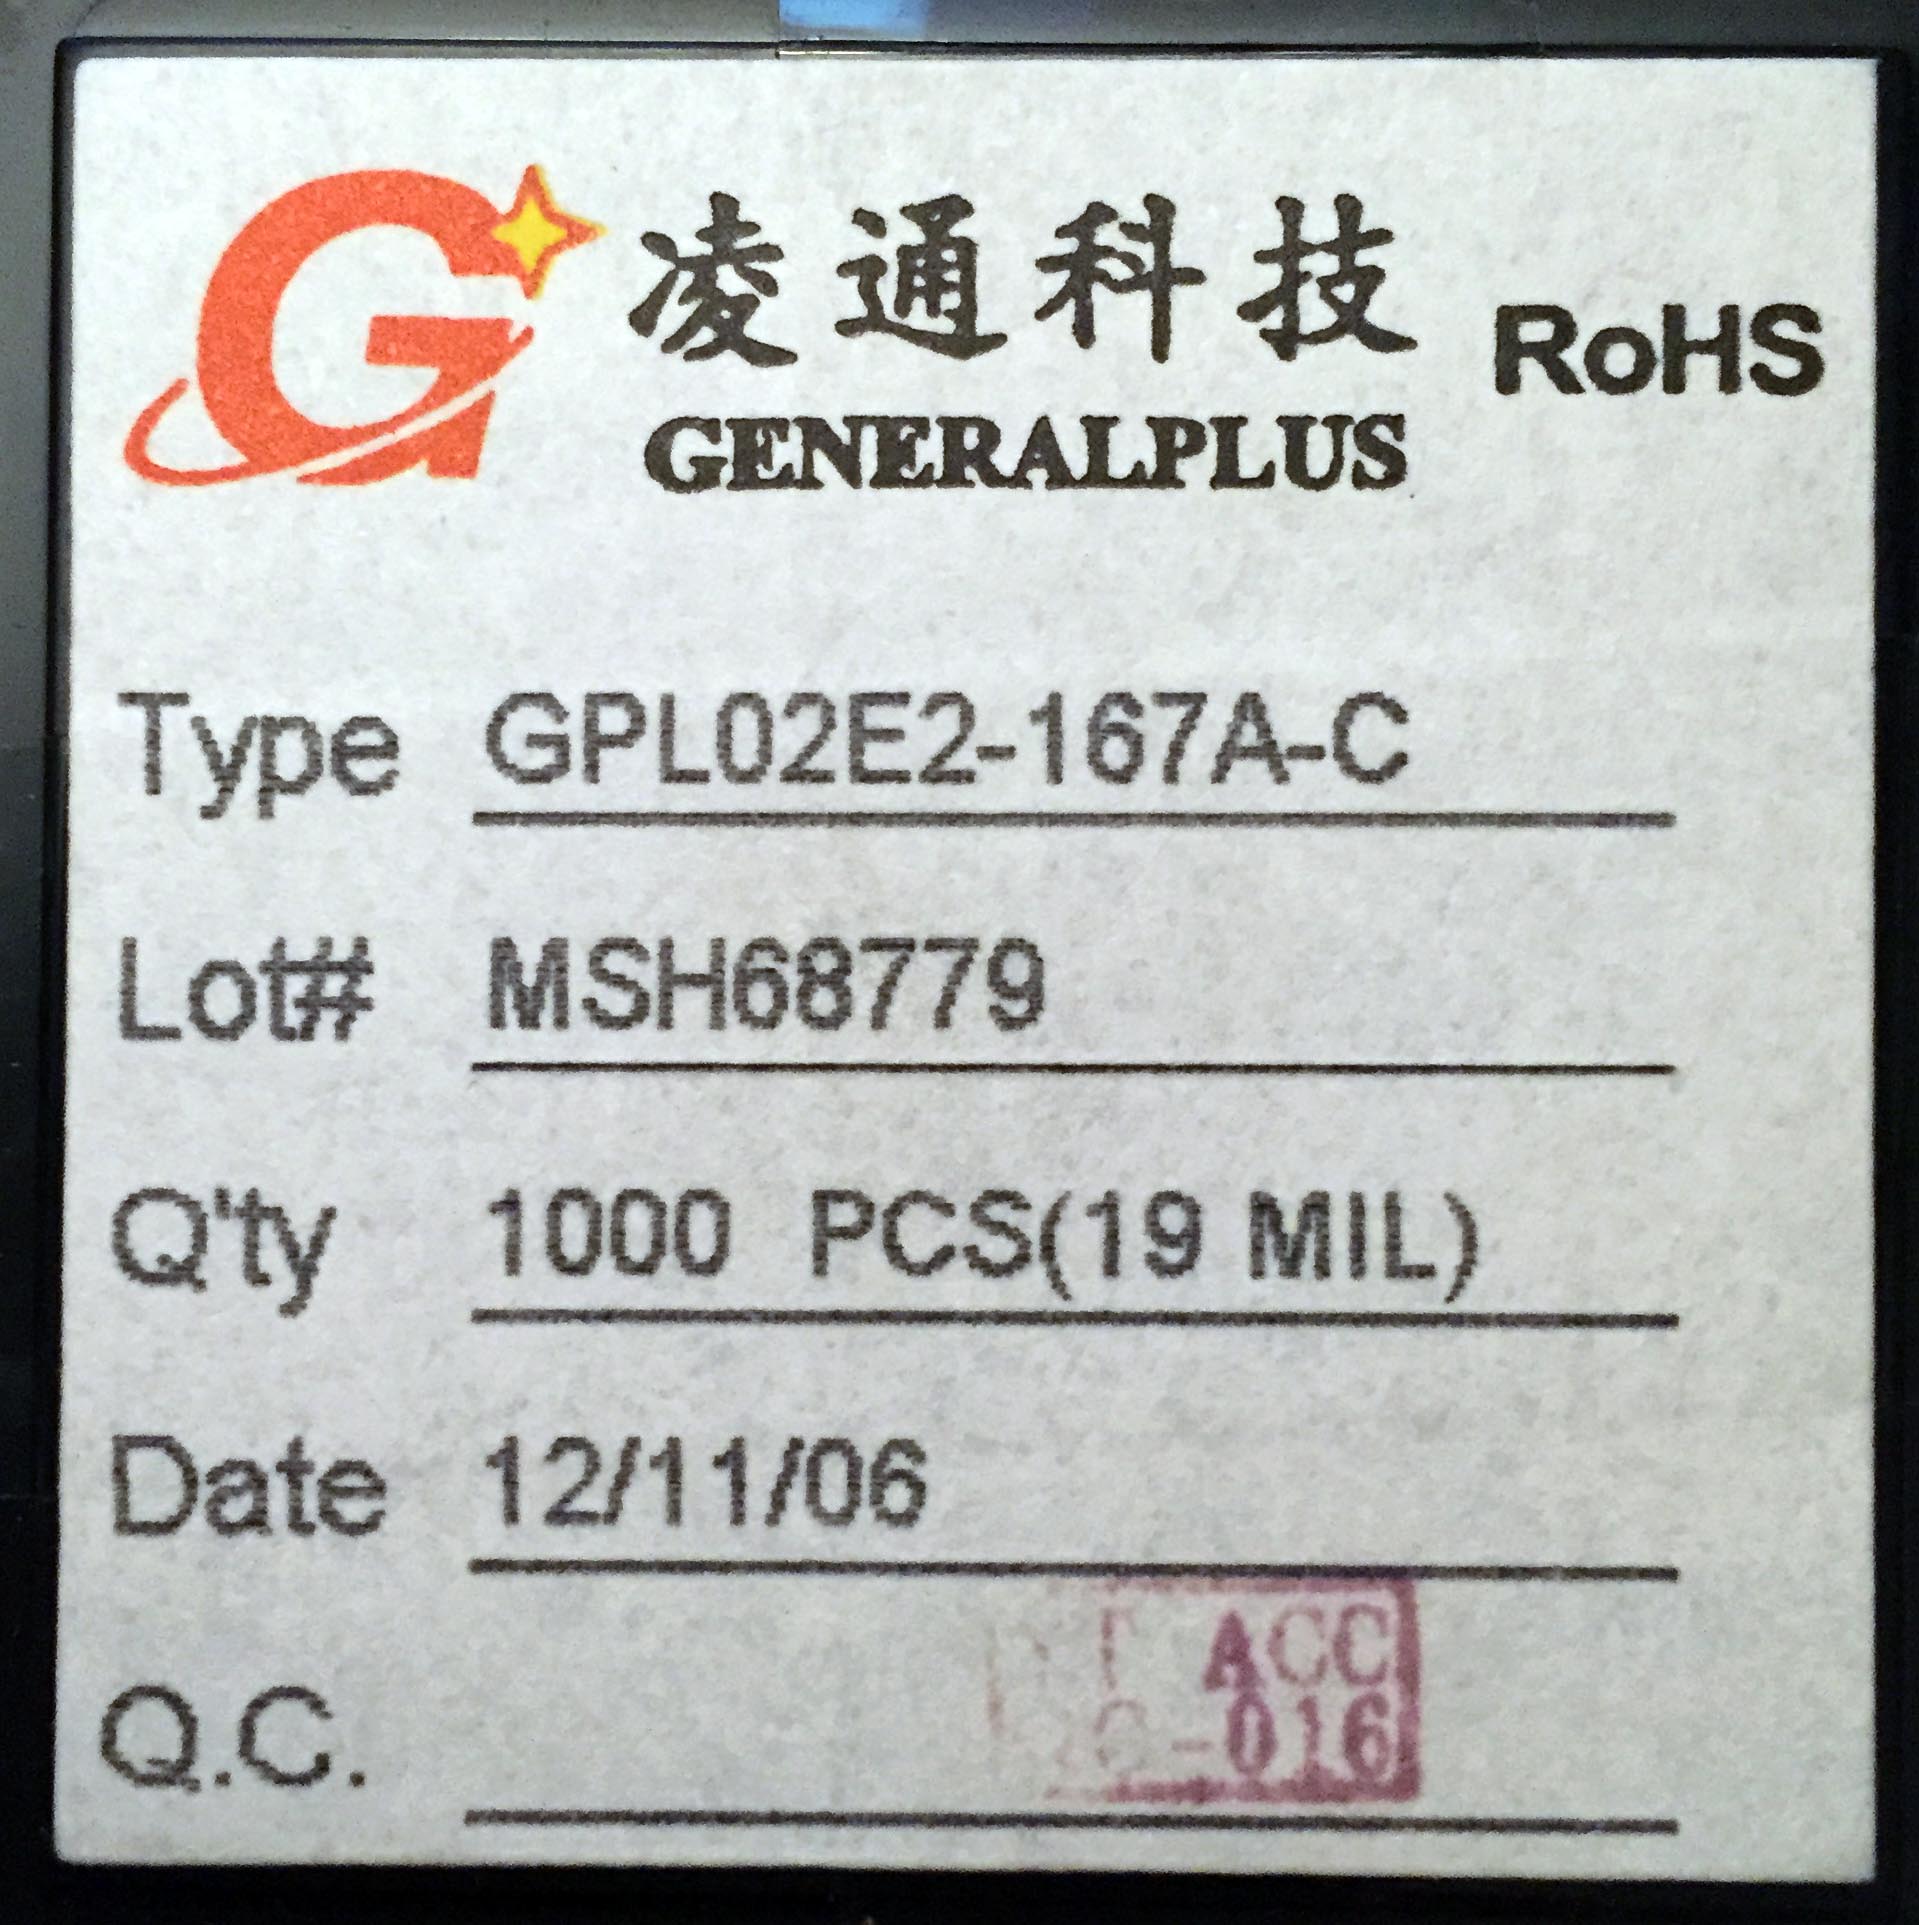 凌通科技
GENERALPLUS
RoHS
Type GPL02E2-167A-C
Lot# MSH68779
Q'ty 1000 PCS(19 MIL)
Date 12/11/06
Q.C.
ACC
-016